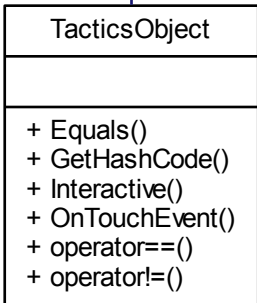 TacticsObject
+ Equals()
+ GetHashCode()
+ Interactive()
+ OnTouchEvent()
+ operator==()
+ operator!=()